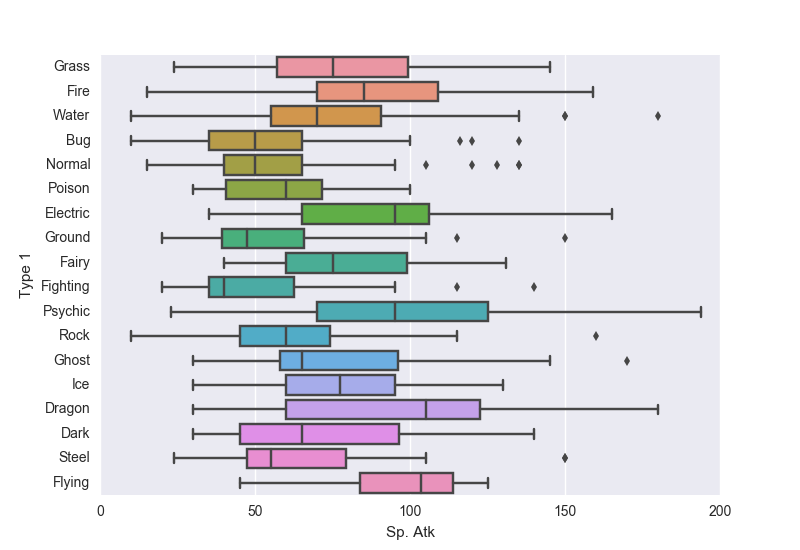 Type 1
Grass
Fire
Water
Bug
Normal
Poison
Electric
Ground
Fairy
Fighting
Psychic
Rock
Ghost
Ice
Dragon
Dark
Steel
Flying
0 50 100 150 200
Sp. Atk